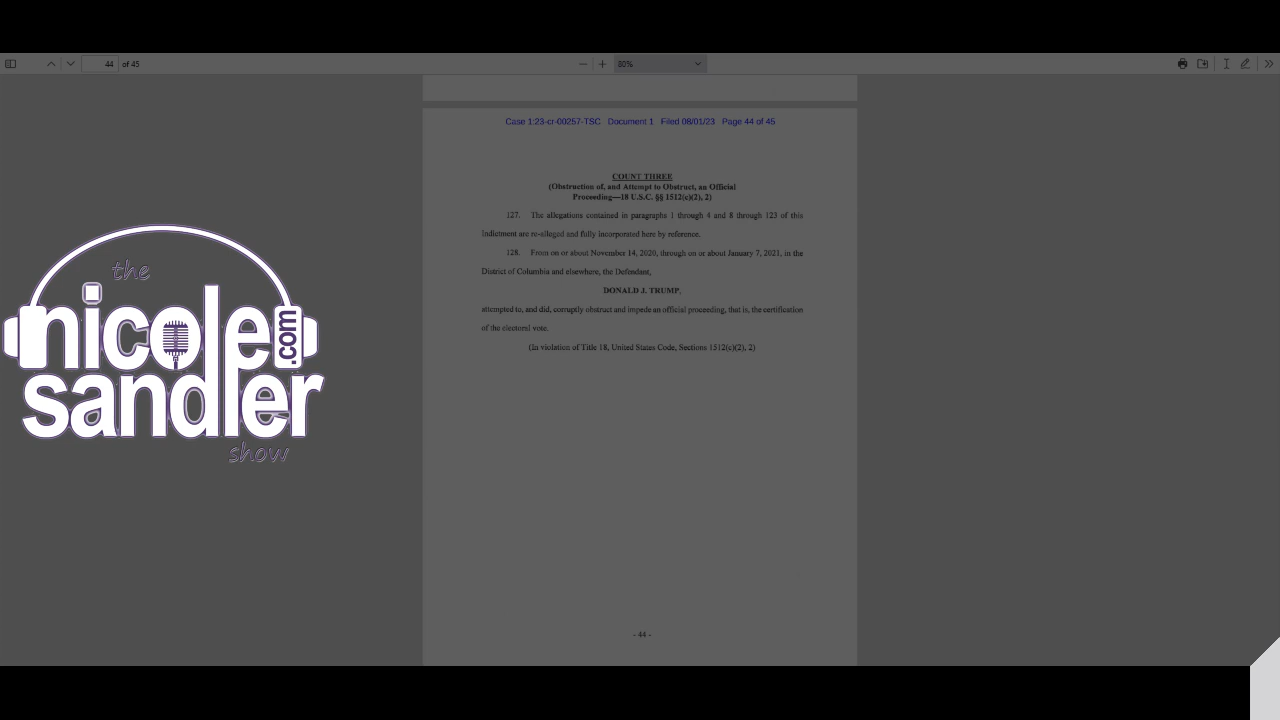 44 of 45
80%
Case 1:23-cr-00257-TSC Document 1 Filed 08/01/23 Page 44 of 45
COUNT THREE
(Obstruction of, and Attempt to Obstruct, an Official
Proceeding—18 U.S.C. §§ 1512(c)(2), 2)
127. The allegations contained in paragraphs 1 through 4 and 8 through 123 of this
Indictment are re-alleged and fully incorporated here by reference.
128. From on or about November 14, 2020, through on or about January 7, 2021, in the
District of Columbia and elsewhere, the Defendant,
DONALD J. TRUMP,
attempted to, and did, corruptly obstruct and impede an official proceeding, that is, the certification
of the electoral vote.
(In violation of Title 18, United States Code, Sections 1512(c)(2), 2)
- 44 -
the
nicole
.com
sandler
show